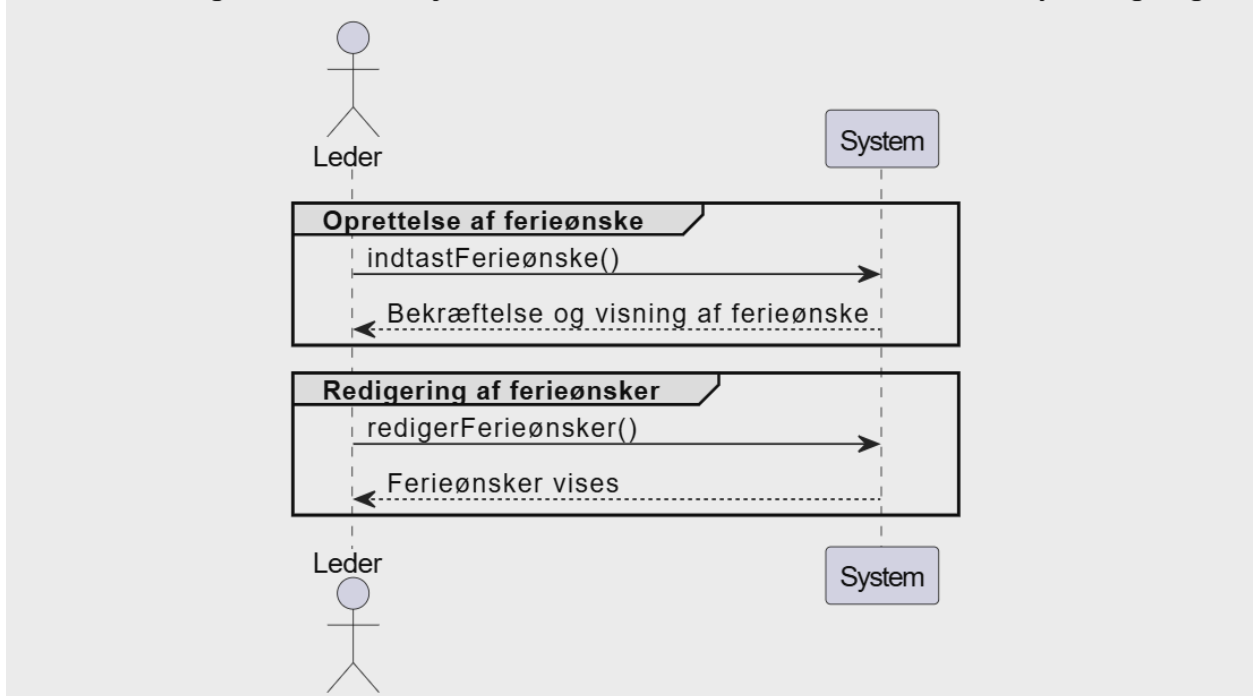 Leder
System
Oprettelse af ferieønske
indtastFerieønske()
Bekræftelse og visning af ferieønske
Redigering af ferieønsker
redigerFerieønsker()
Ferieønsker vises
Leder
System